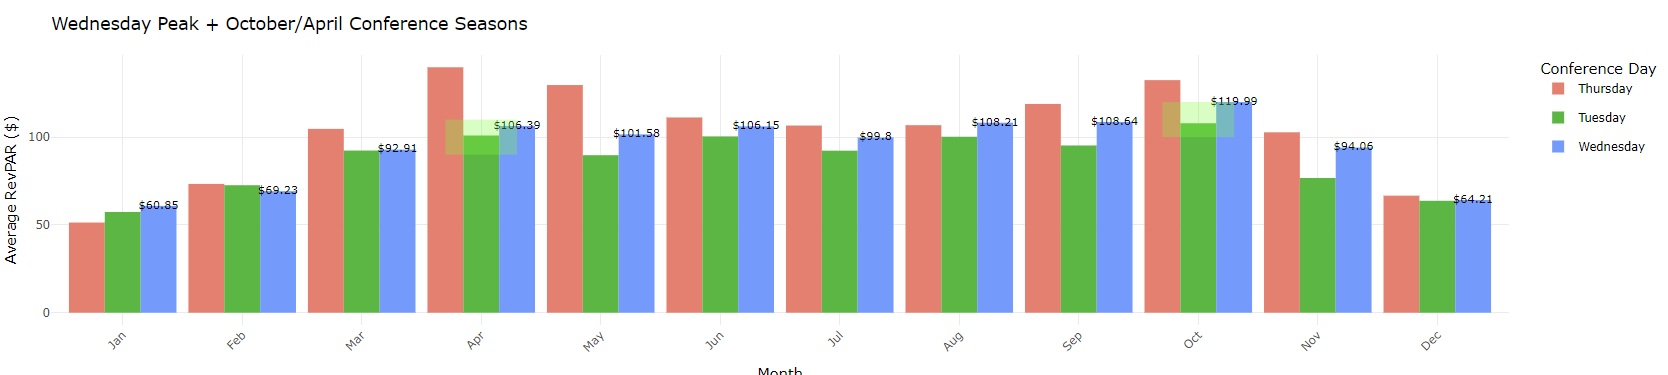 Wednesday Peak + October/April Conference Seasons
Average RevPAR ($)
100
50
0
$60.85
$69.23
$92.91
$106.39
$101.58
$106.15
$99.8
$108.21
$108.64
$119.99
$94.06
$64.21
Jan
Feb
Mar
Apr
May
Jun
Jul
Aug
Sep
Oct
Nov
Dec
Month
Conference Day
Thursday
Tuesday
Wednesday